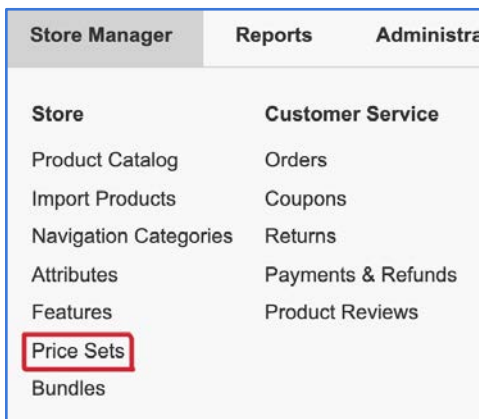 Store Manager Reports Administra
Store
Product Catalog
Import Products
Navigation Categories
Attributes
Features
Price Sets
Bundles
Customer Service
Orders
Coupons
Returns
Payments & Refunds
Product Reviews